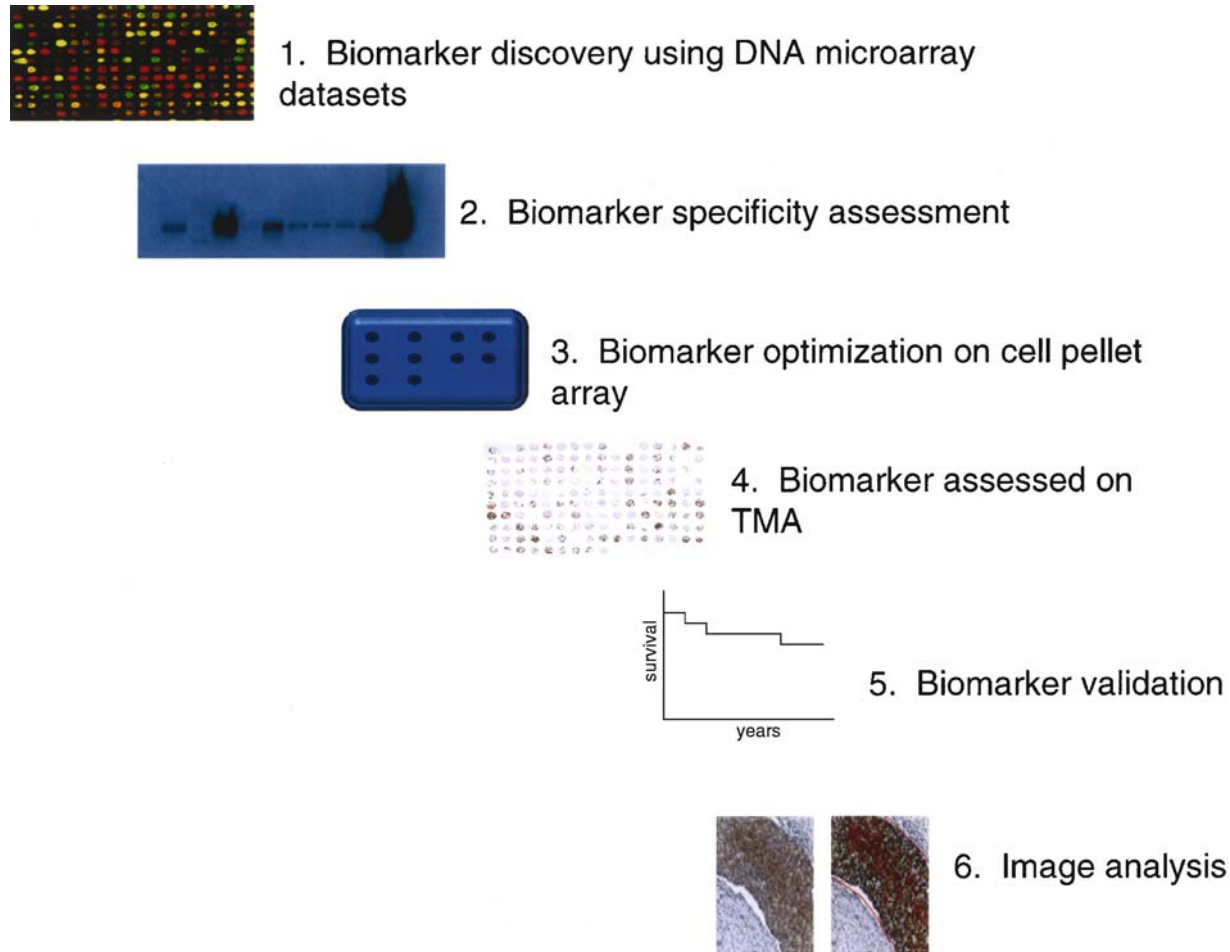 1. Biomarker discovery using DNA microarray
datasets
2. Biomarker specificity assessment
3. Biomarker optimization on cell pellet
array
4. Biomarker assessed on
TMA
survival
years
5. Biomarker validation
6. Image analysis